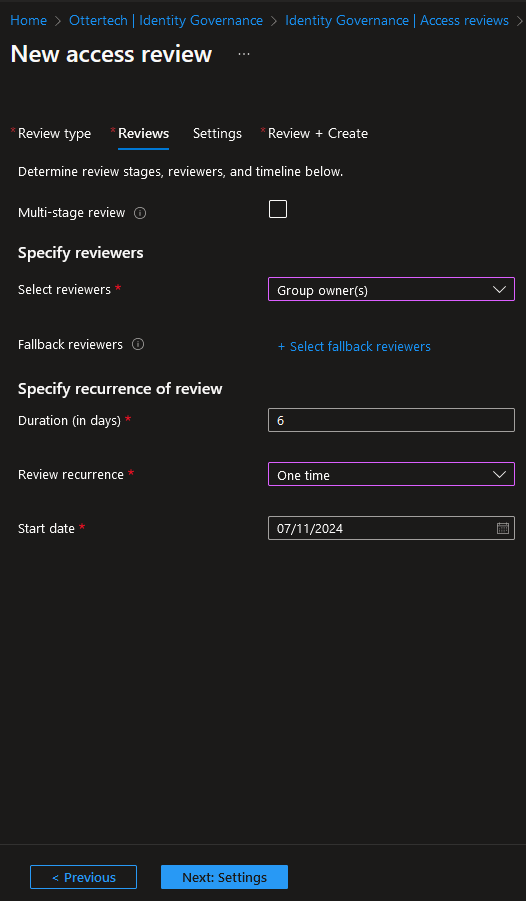 Home > Ottertech | Identity Governance > Identity Governance | Access reviews >
New access review ...
* Review type * Reviews Settings * Review + Create
Determine review stages, reviewers, and timeline below.
Multi-stage review
Specify reviewers
Select reviewers * Group owner(s)
Fallback reviewers + Select fallback reviewers
Specify recurrence of review
Duration (in days) * 6
Review recurrence * One time
Start date * 07/11/2024
< Previous Next: Settings